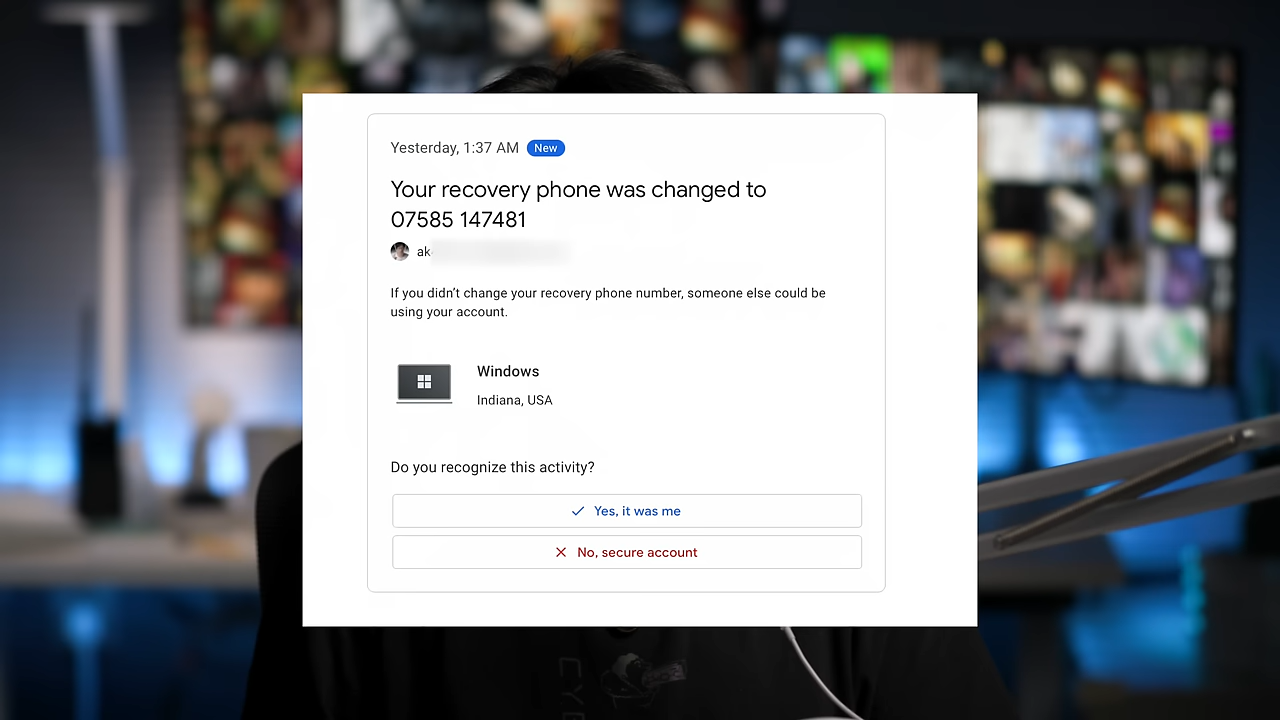 Yesterday, 1:37 AM New
Your recovery phone was changed to
07585 147481
ak
If you didn't change your recovery phone number, someone else could be
using your account.
Windows
Indiana, USA
Do you recognize this activity?
Yes, it was me
No, secure account